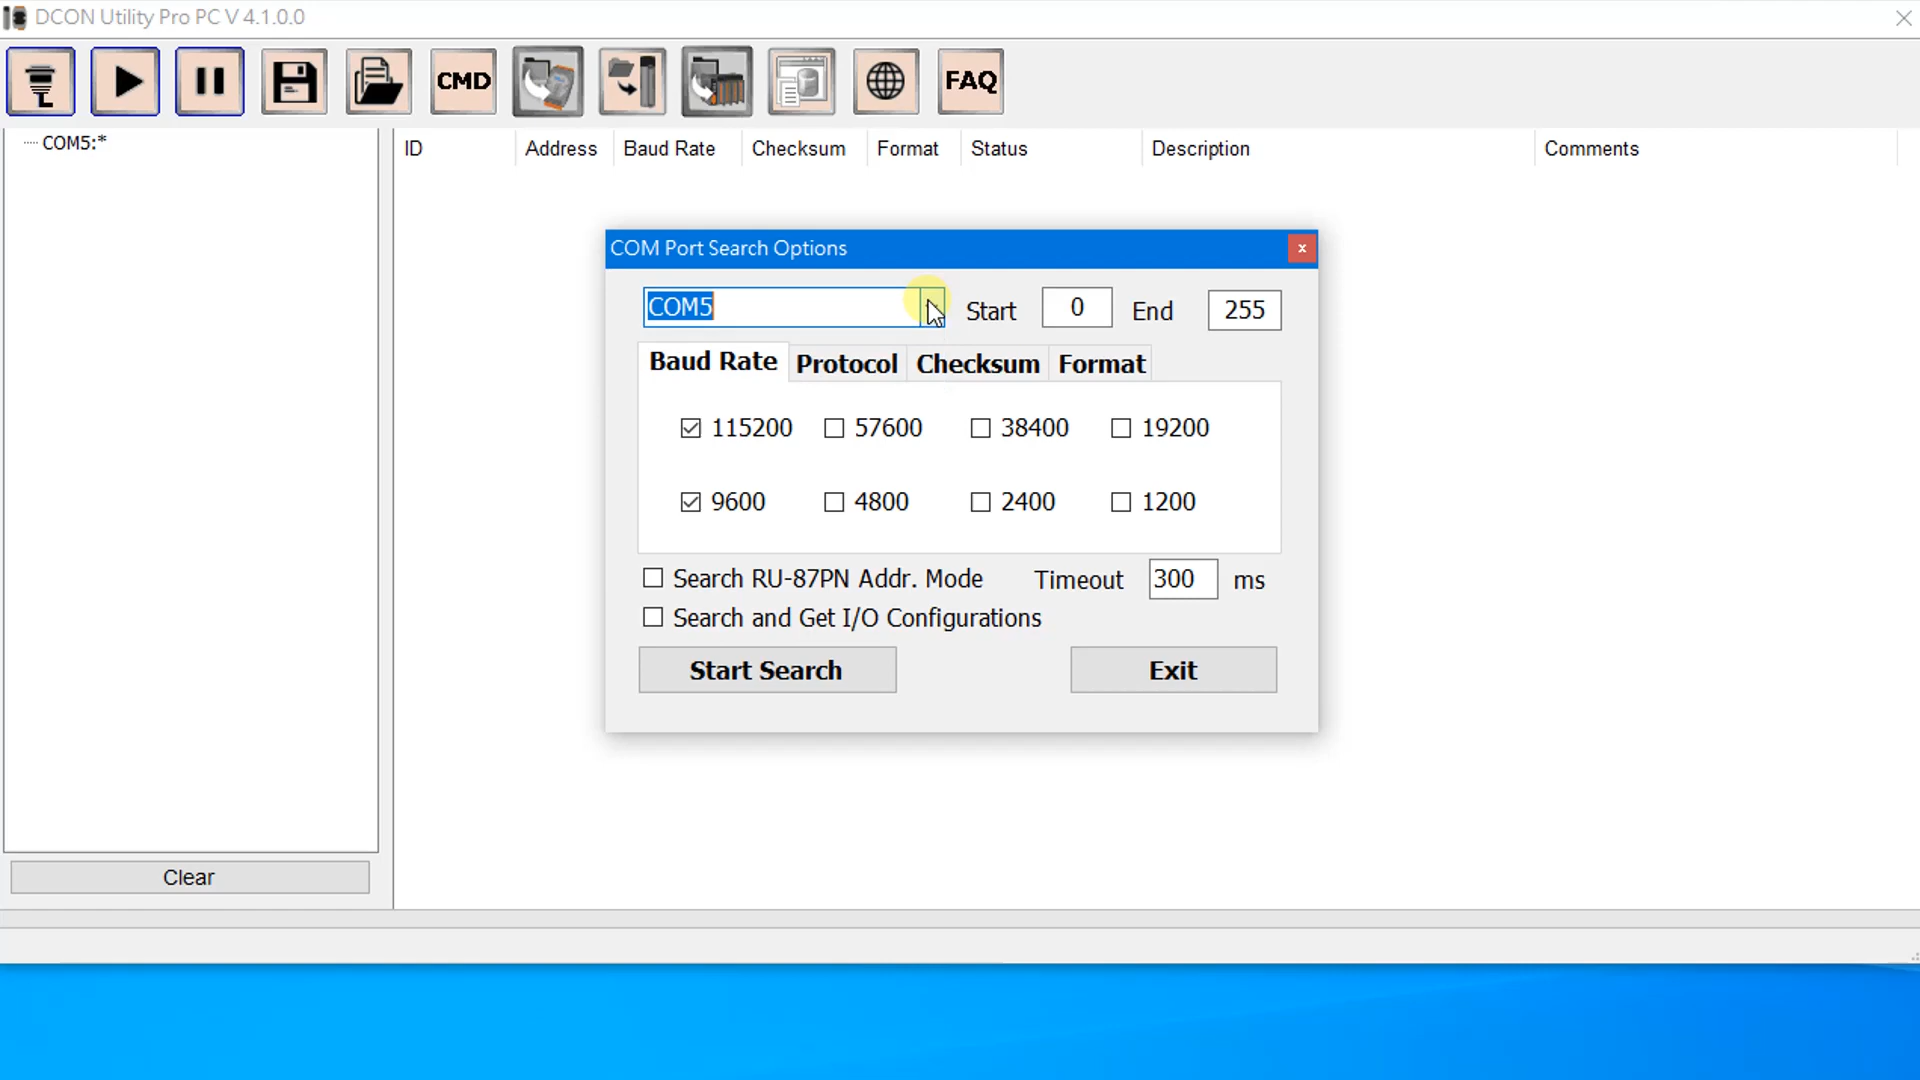 DCON Utility Pro PC V 4.1.0.0
CMD
FAQ
COM5:*
ID Address Baud Rate Checksum Format Status Description Comments
COM Port Search Options
x
COM5 Start 0 End 255
Baud Rate Protocol Checksum Format
115200 57600 38400 19200
9600 4800 2400 1200
Search RU-87PN Addr. Mode Timeout 300 ms
Search and Get I/O Configurations
Start Search Exit
Clear